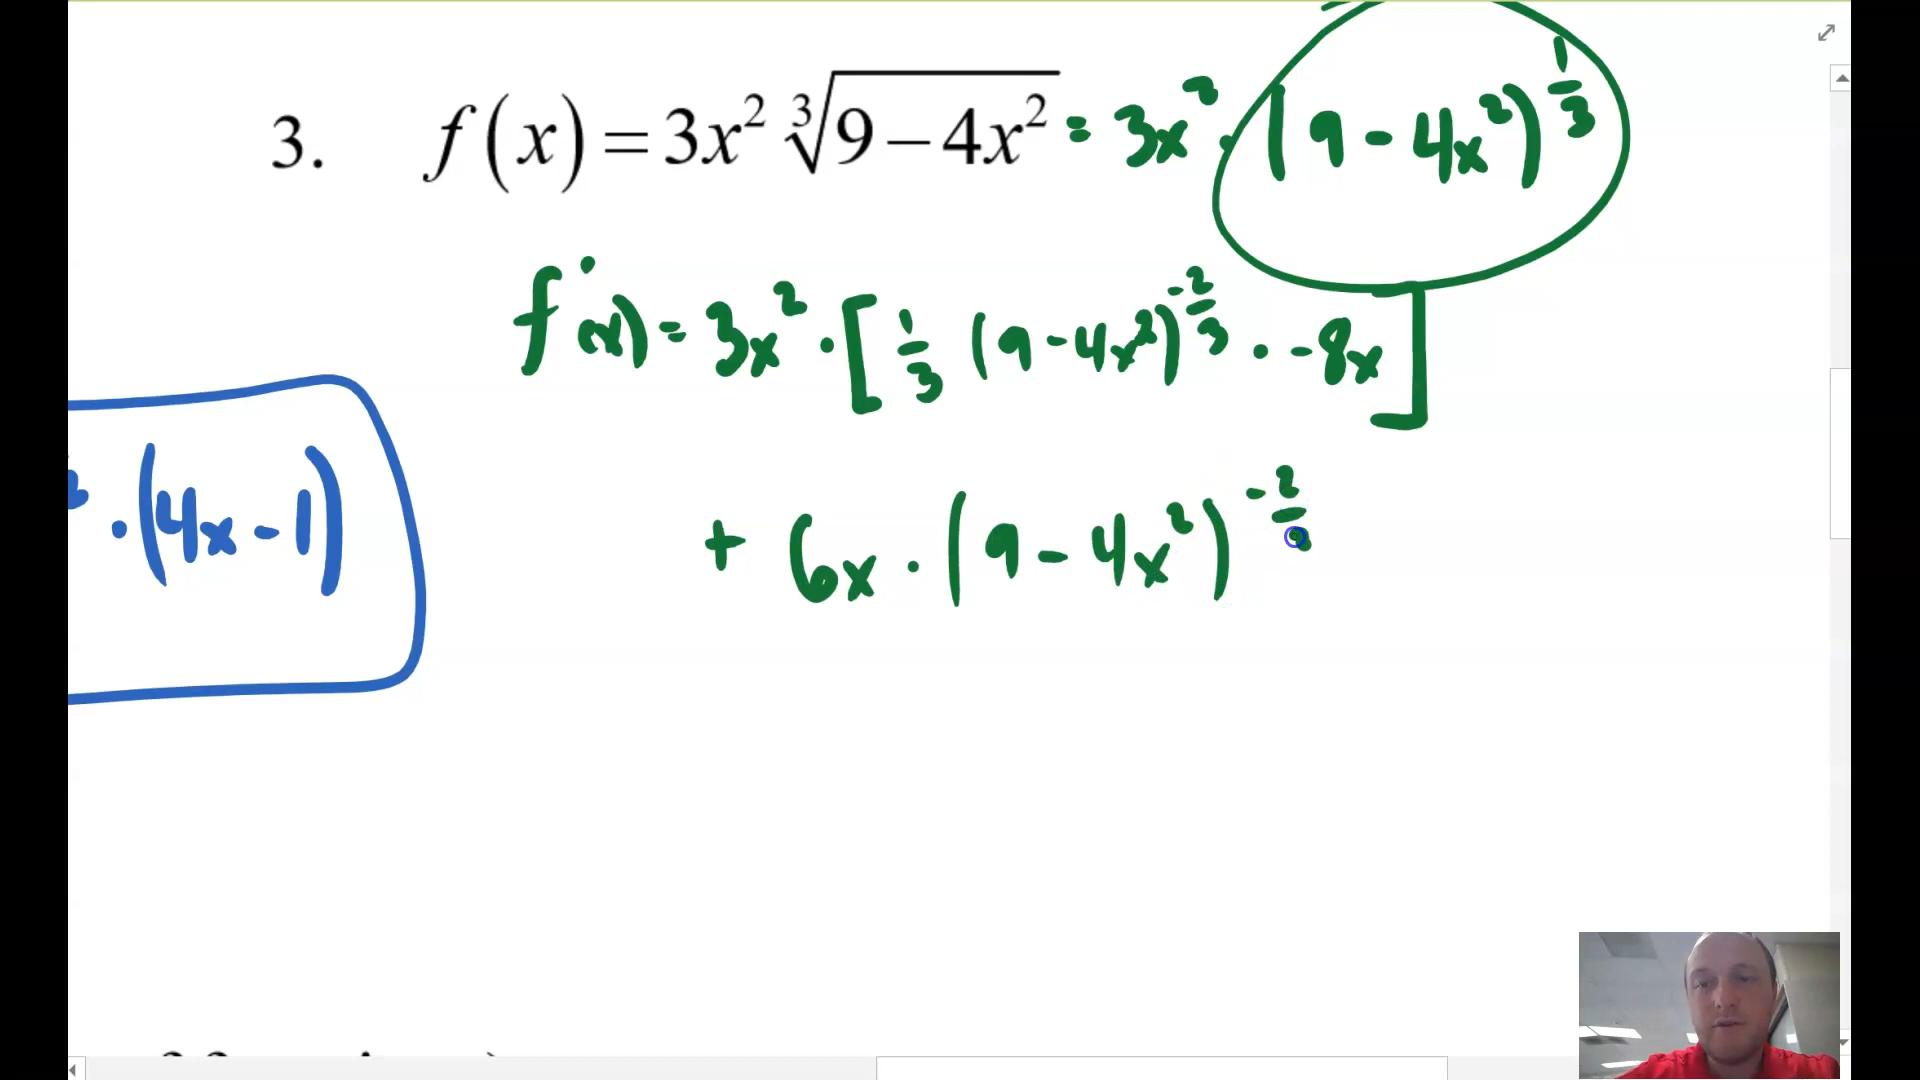 3. f(x) = 3x² ∛(9 − 4x²) = 3x² · (9 − 4x²)^(1/3)
f'(x) = 3x² · [1/3 (9 − 4x²)^(-2/3) · -8x]
· (4x − 1)
+ 6x · (9 − 4x²)^(-2/